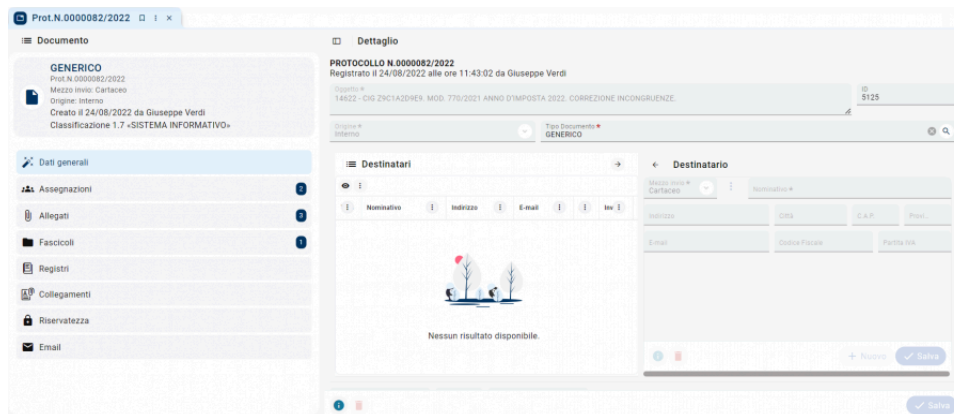 Prot.N.0000082/2022
Documento
GENERICO
Prot.N.0000082/2022
Mezzo invio: Cartaceo
Origine: Interno
Creato il 24/08/2022 da Giuseppe Verdi
Classificazione 1.7 «SISTEMA INFORMATIVO»
Dati generali
Assegnazioni 2
Allegati 3
Fascicoli 1
Registri
Collegamenti
Riservatezza
Email
Dettaglio
PROTOCOLLO N.0000082/2022
Registrato il 24/08/2022 alle ore 11:43:02 da Giuseppe Verdi
Oggetto *
14622 - CIG Z9C1A2D9E9. MOD. 770/2021 ANNO D'IMPOSTA 2022. CORREZIONE INCONGRUENZE.
ID
5125
Origine *
Interno
Tipo Documento *
GENERICO
Destinatari
Nominativo Indirizzo E-mail Inv
Nessun risultato disponibile.
Destinatario
Mezzo invio *
Cartaceo
Nominativo *
Indirizzo Città C.A.P. Prov.
E-mail Codice Fiscale Partita IVA
+ Nuovo Salva
Salva